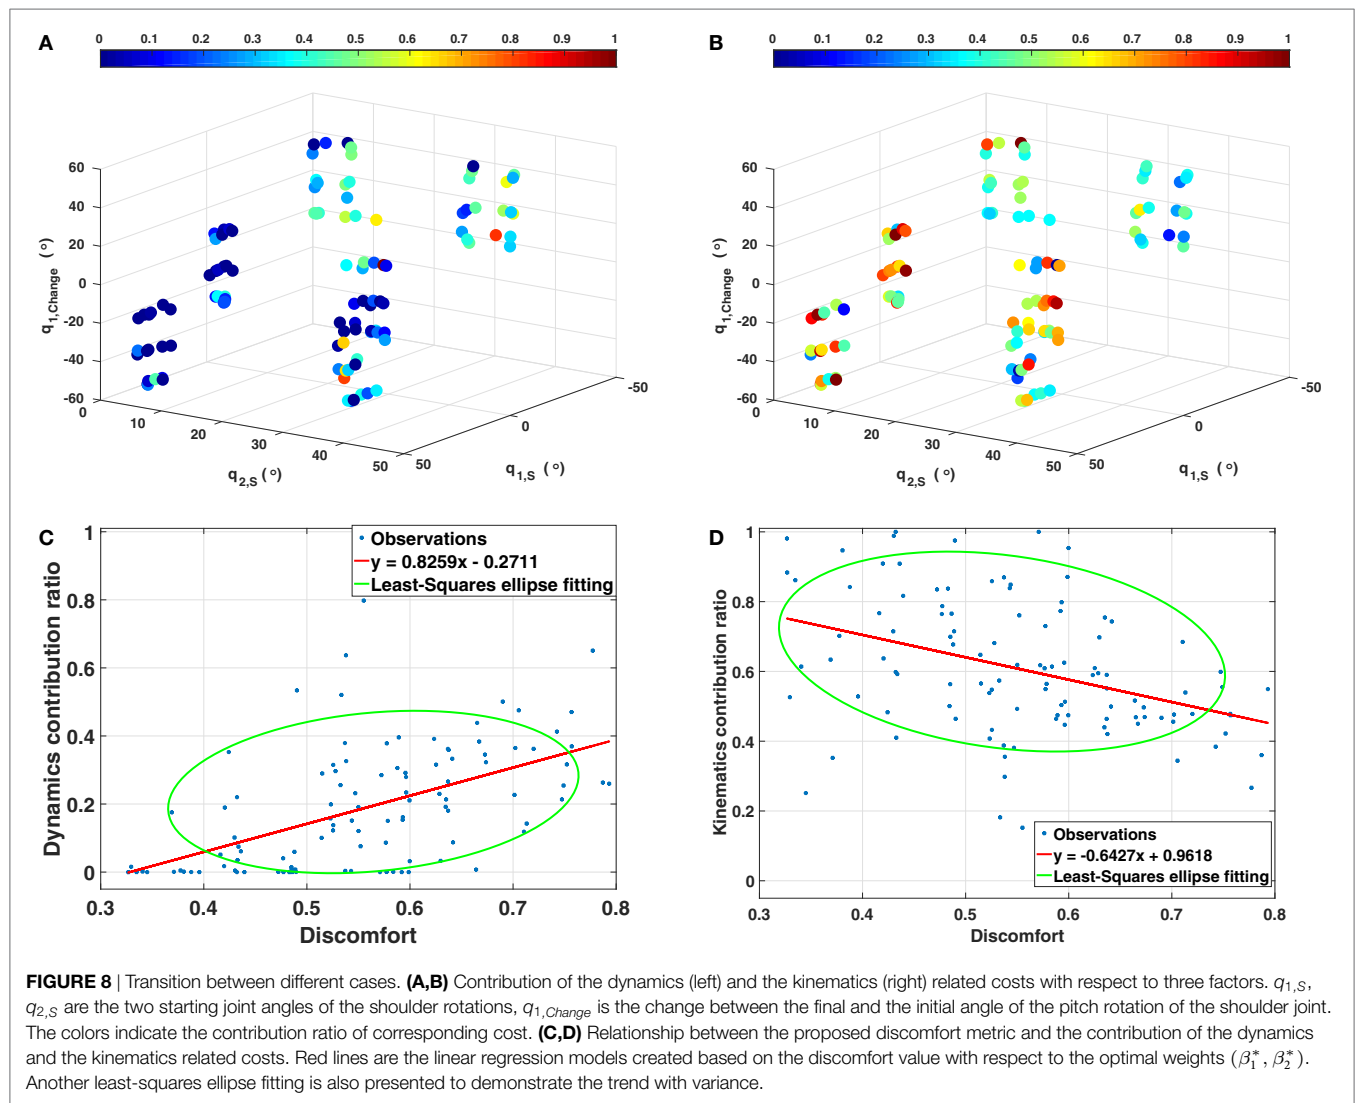 A
0 0.1 0.2 0.3 0.4 0.5 0.6 0.7 0.8 0.9 1
60
40
20
0
-20
-40
-60
q1,Change (°)
0
10
20
30
40
50
q2,S (°)
50
0
-50
q1,S (°)
B
0 0.1 0.2 0.3 0.4 0.5 0.6 0.7 0.8 0.9 1
60
40
20
0
-20
-40
-60
q1,Change (°)
0
10
20
30
40
50
q2,S (°)
50
0
-50
q1,S (°)
C
Observations
y = 0.8259x - 0.2711
Least-Squares ellipse fitting
1
0.8
0.6
0.4
0.2
0
Dynamics contribution ratio
0.3 0.4 0.5 0.6 0.7 0.8
Discomfort
D
1
0.8
0.6
0.4
0.2
0
Kinematics contribution ratio
Observations
y = -0.6427x + 0.9618
Least-Squares ellipse fitting
0.3 0.4 0.5 0.6 0.7 0.8
Discomfort
FIGURE 8 | Transition between different cases. (A,B) Contribution of the dynamics (left) and the kinematics (right) related costs with respect to three factors. q1,S,
q2,S are the two starting joint angles of the shoulder rotations, q1,Change is the change between the final and the initial angle of the pitch rotation of the shoulder joint.
The colors indicate the contribution ratio of corresponding cost. (C,D) Relationship between the proposed discomfort metric and the contribution of the dynamics
and the kinematics related costs. Red lines are the linear regression models created based on the discomfort value with respect to the optimal weights (β1*, β2*).
Another least-squares ellipse fitting is also presented to demonstrate the trend with variance.